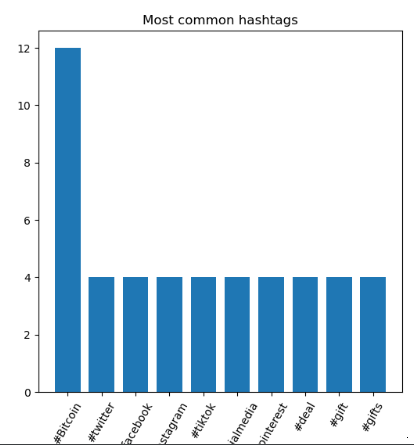 Most common hashtags
12
10
8
6
4
2
0
#Bitcoin
#twitter
acebook
stagram
#tiktok
ialmedia
pinterest
#deal
#gift
#gifts